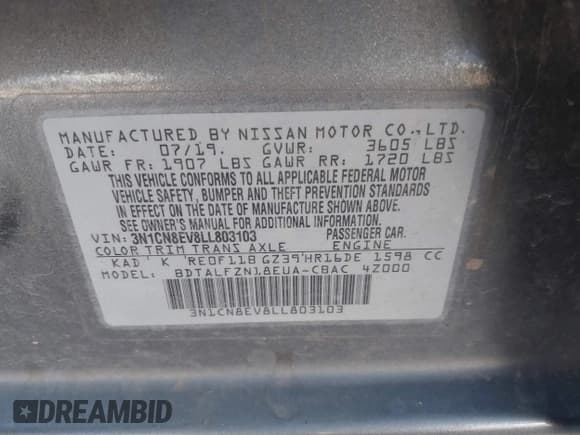 MANUFACTURED BY NISSAN MOTOR CO.,LTD.
DATE: 07/19. GVWR: 3605 LBS
GAWR FR: 1907 LBS GAWR RR: 1720 LBS
THIS VEHICLE CONFORMS TO ALL APPLICABLE FEDERAL MOTOR
VEHICLE SAFETY, BUMPER AND THEFT PREVENTION STANDARDS
IN EFFECT ON THE DATE OF MANUFACTURE SHOWN ABOVE.
SEE OWNER'S MANUAL FOR ADDITIONAL INFORMATION.
VIN: 3N1CN8EV8LL803103 PASSENGER CAR.
COLOR TRIM TRANS AXLE ENGINE
KAD' K 'RE0F11B GZ39'HR16DE 1598 CC
MODEL: BDTALFZN18EUA-CBAC 4Z000
3N1CN8EV8LL803103
DREAMBID